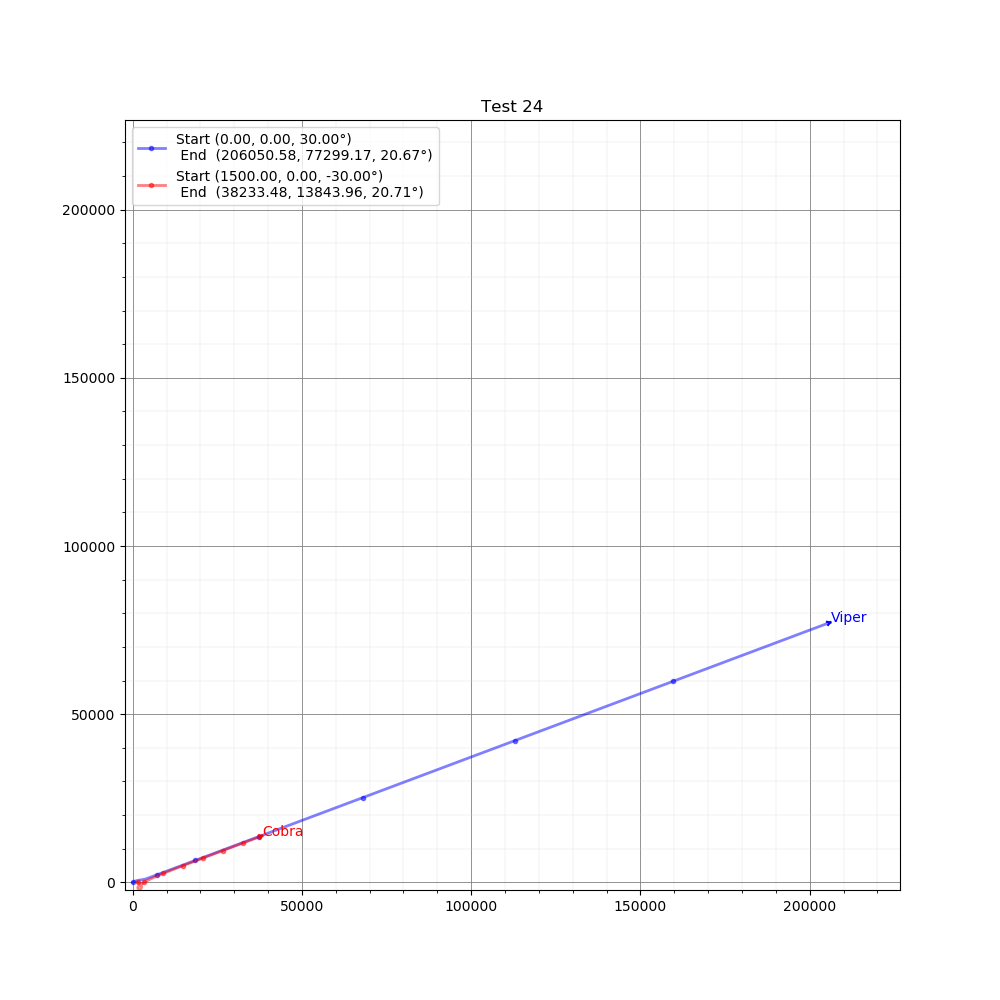 Test 24
Start (0.00, 0.00, 30.00°)
End (206050.58, 77299.17, 20.67°)
Start (1500.00, 0.00, -30.00°)
End (38233.48, 13843.96, 20.71°)
200000
150000
100000
Viper
50000
Cobra
0
0 50000 100000 150000 200000